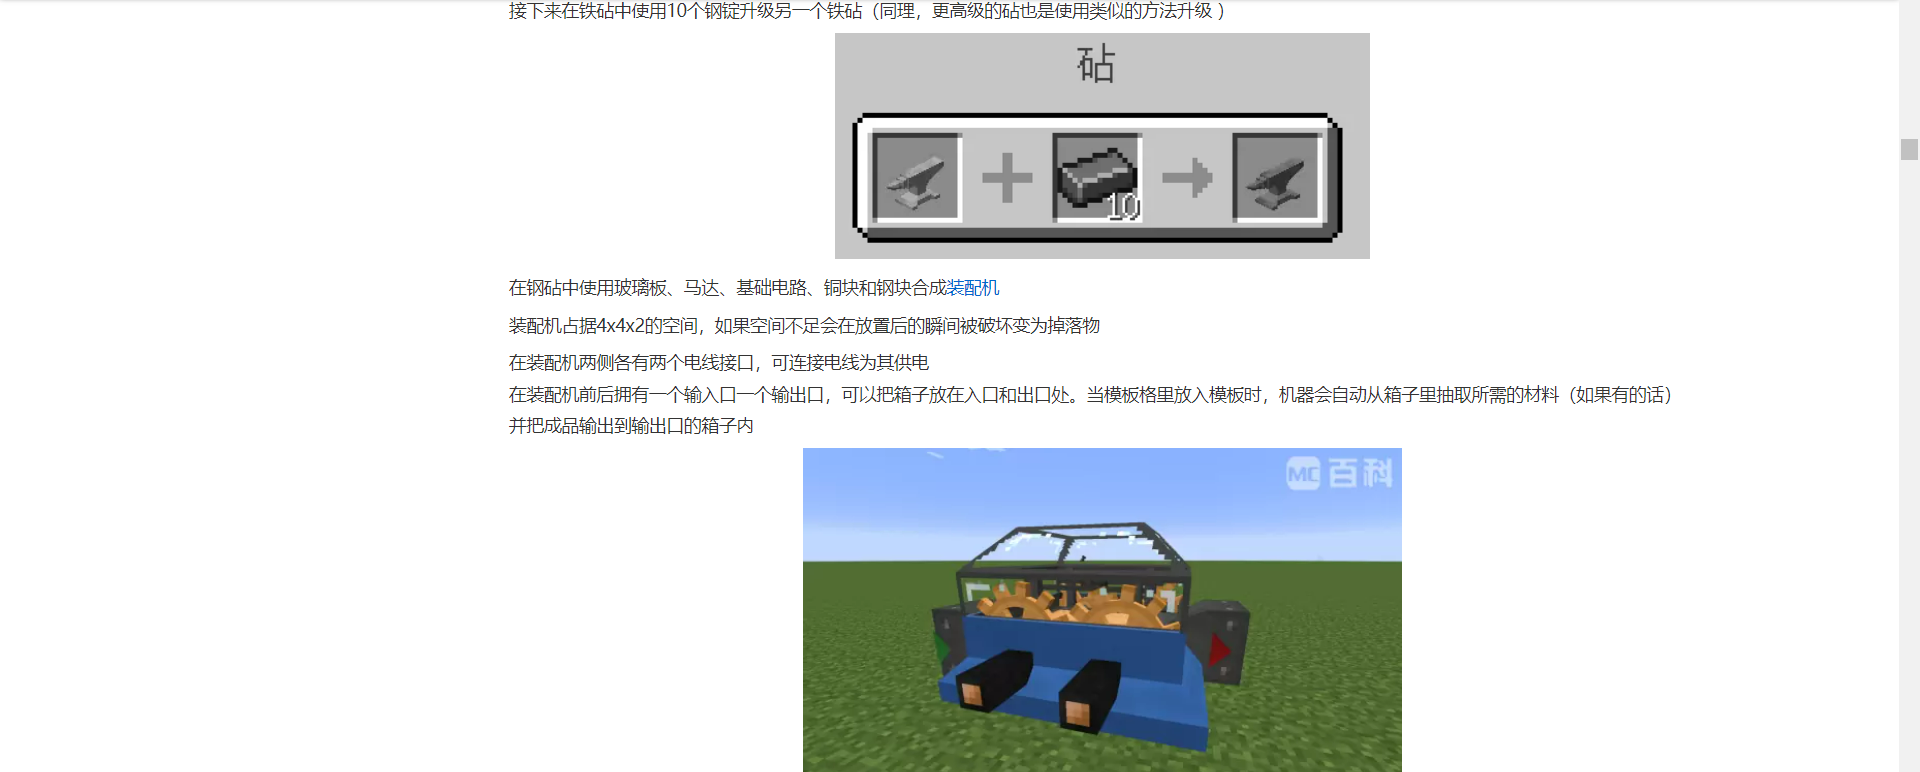 接下来在铁砧中使用10个钢锭升级另一个铁砧（同理，更高级的砧也是使用类似的方法升级 ）
砧
10
在钢砧中使用玻璃板、马达、基础电路、铜块和钢块合成装配机
装配机占据4x4x2的空间，如果空间不足会在放置后的瞬间被破坏变为掉落物
在装配机两侧各有两个电线接口，可连接电线为其供电
在装配机前后拥有一个输入口一个输出口，可以把箱子放在入口和出口处。当模板格里放入模板时，机器会自动从箱子里抽取所需的材料（如果有的话）
并把成品输出到输出口的箱子内
MC 百科